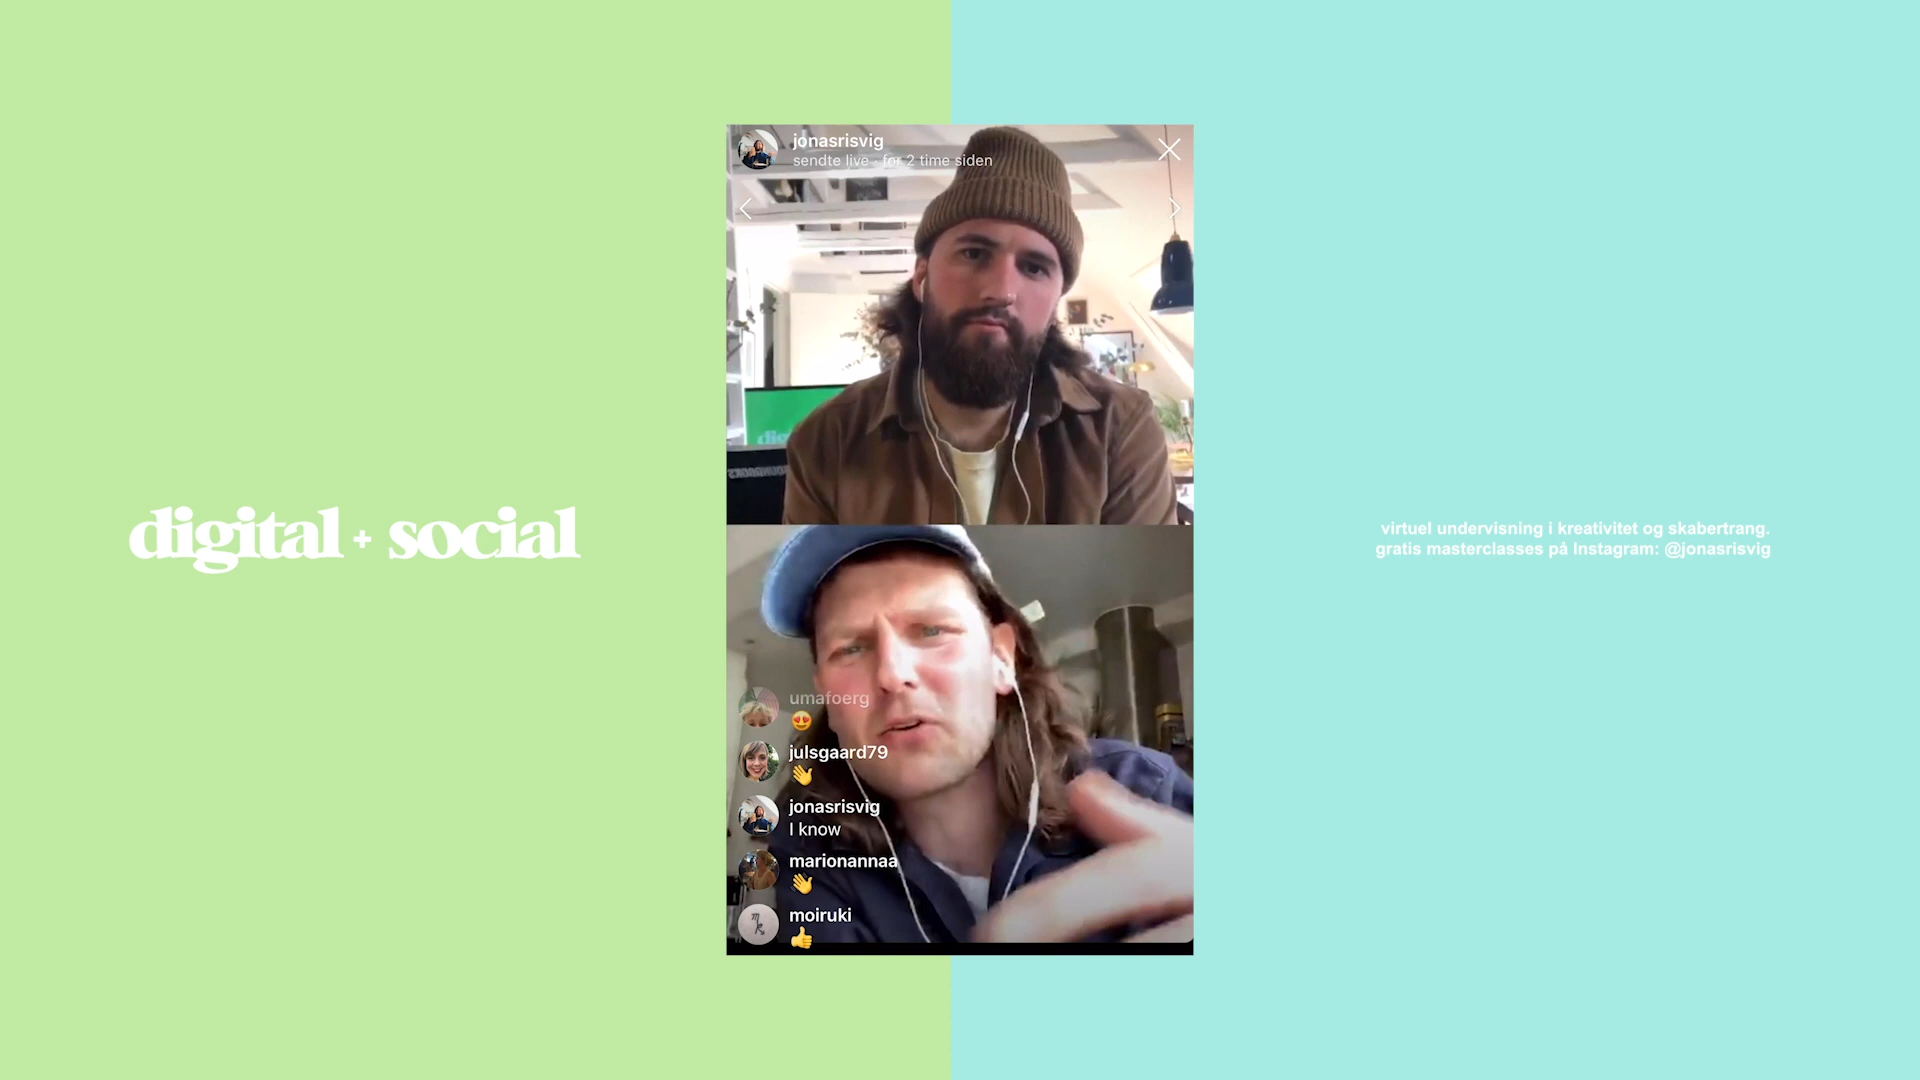 digital + social
jonasrisvig
sendte live · for 2 time siden
umafoerg
😍
julsgaard79
👋
jonasrisvig
I know
marionannaa
👋
moiruki
👍
virtuel undervisning i kreativitet og skabertrang.
gratis masterclasses på Instagram: @jonasrisvig